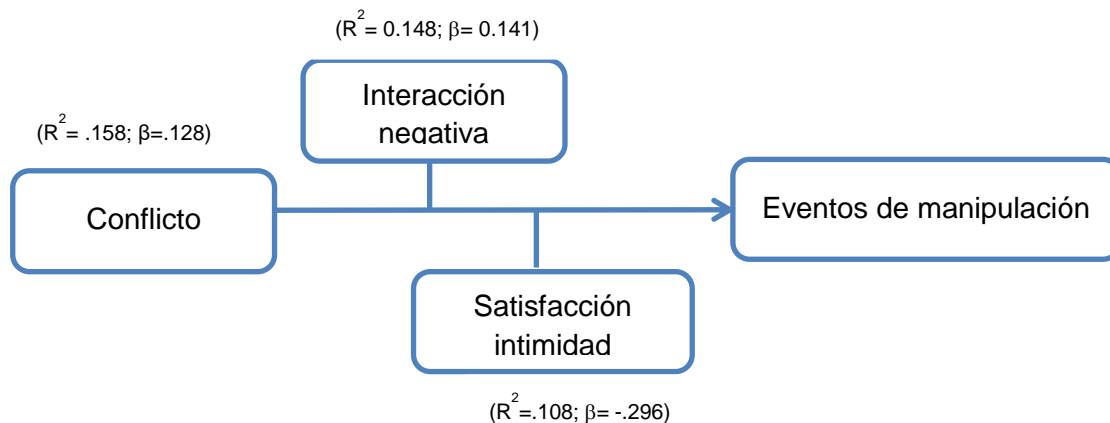 (R²= 0.148; β= 0.141)
Interacción
negativa
(R²= .158; β=.128)
Conflicto
Eventos de manipulación
Satisfacción
intimidad
(R²=.108; β= -.296)